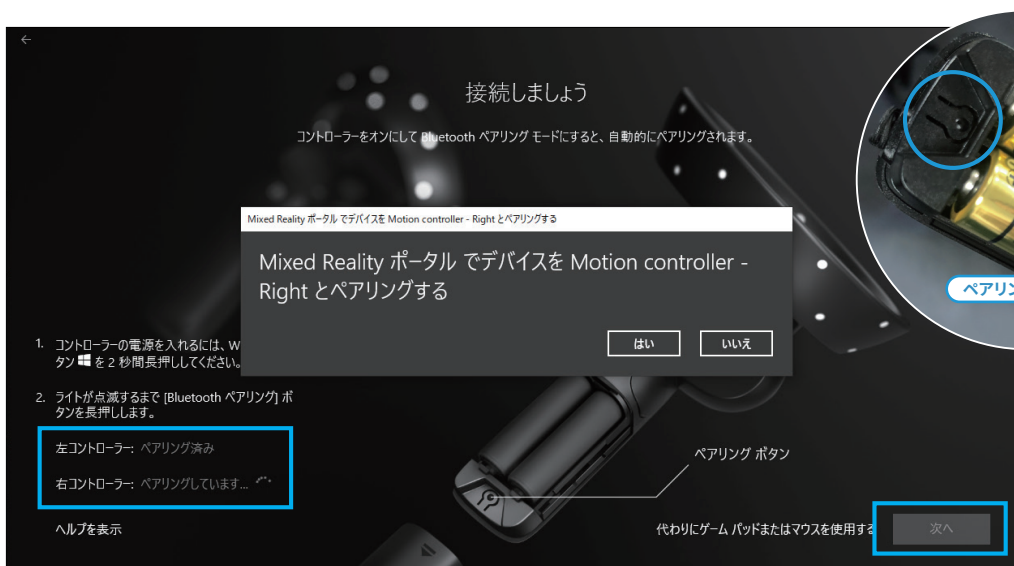 接続しましょう
コントローラーをオンにして Bluetooth ペアリング モードにすると、自動的にペアリングされます。
Mixed Reality ポータル でデバイスを Motion controller - Right とペアリングする
Mixed Reality ポータル でデバイスを Motion controller -
Right とペアリングする
はい
いいえ
ペアリン
1. コントローラーの電源を入れるには、W
タン を 2 秒間長押ししてください。
2. ライトが点滅するまで [Bluetooth ペアリング] ボ
タンを長押しします。
左コントローラー: ペアリング済み
右コントローラー: ペアリングしています...
ペアリング ボタン
ヘルプを表示
代わりにゲーム パッドまたはマウスを使用する
次へ